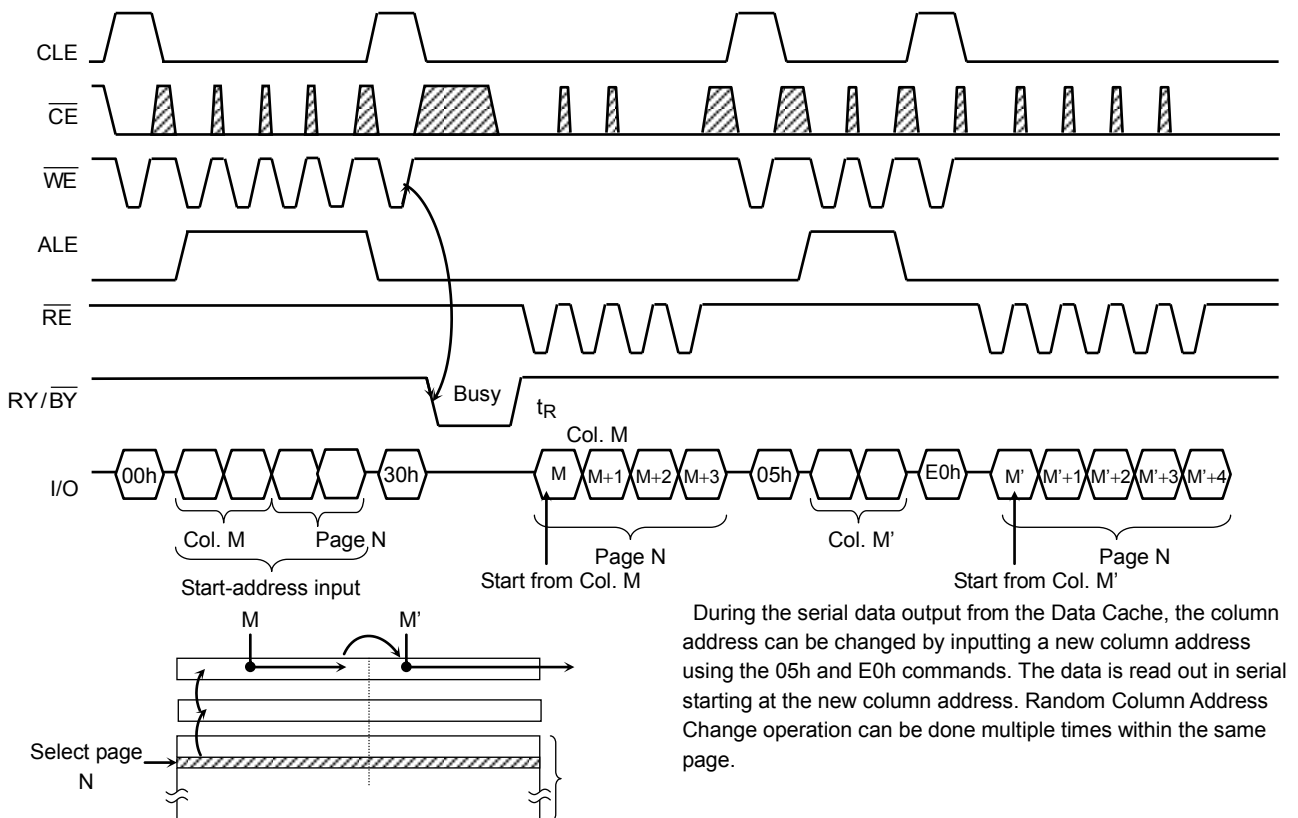 CLE
CE
WE
ALE
RE
RY/BY
Busy
tR
Col. M
I/O
00h
30h
M
M+1
M+2
M+3
05h
E0h
M'
M'+1
M'+2
M'+3
M'+4
Col. M
Page N
Page N
Col. M'
Page N
Start-address input
Start from Col. M
Start from Col. M'
M
M'
Select page
N
During the serial data output from the Data Cache, the column
address can be changed by inputting a new column address
using the 05h and E0h commands. The data is read out in serial
starting at the new column address. Random Column Address
Change operation can be done multiple times within the same
page.